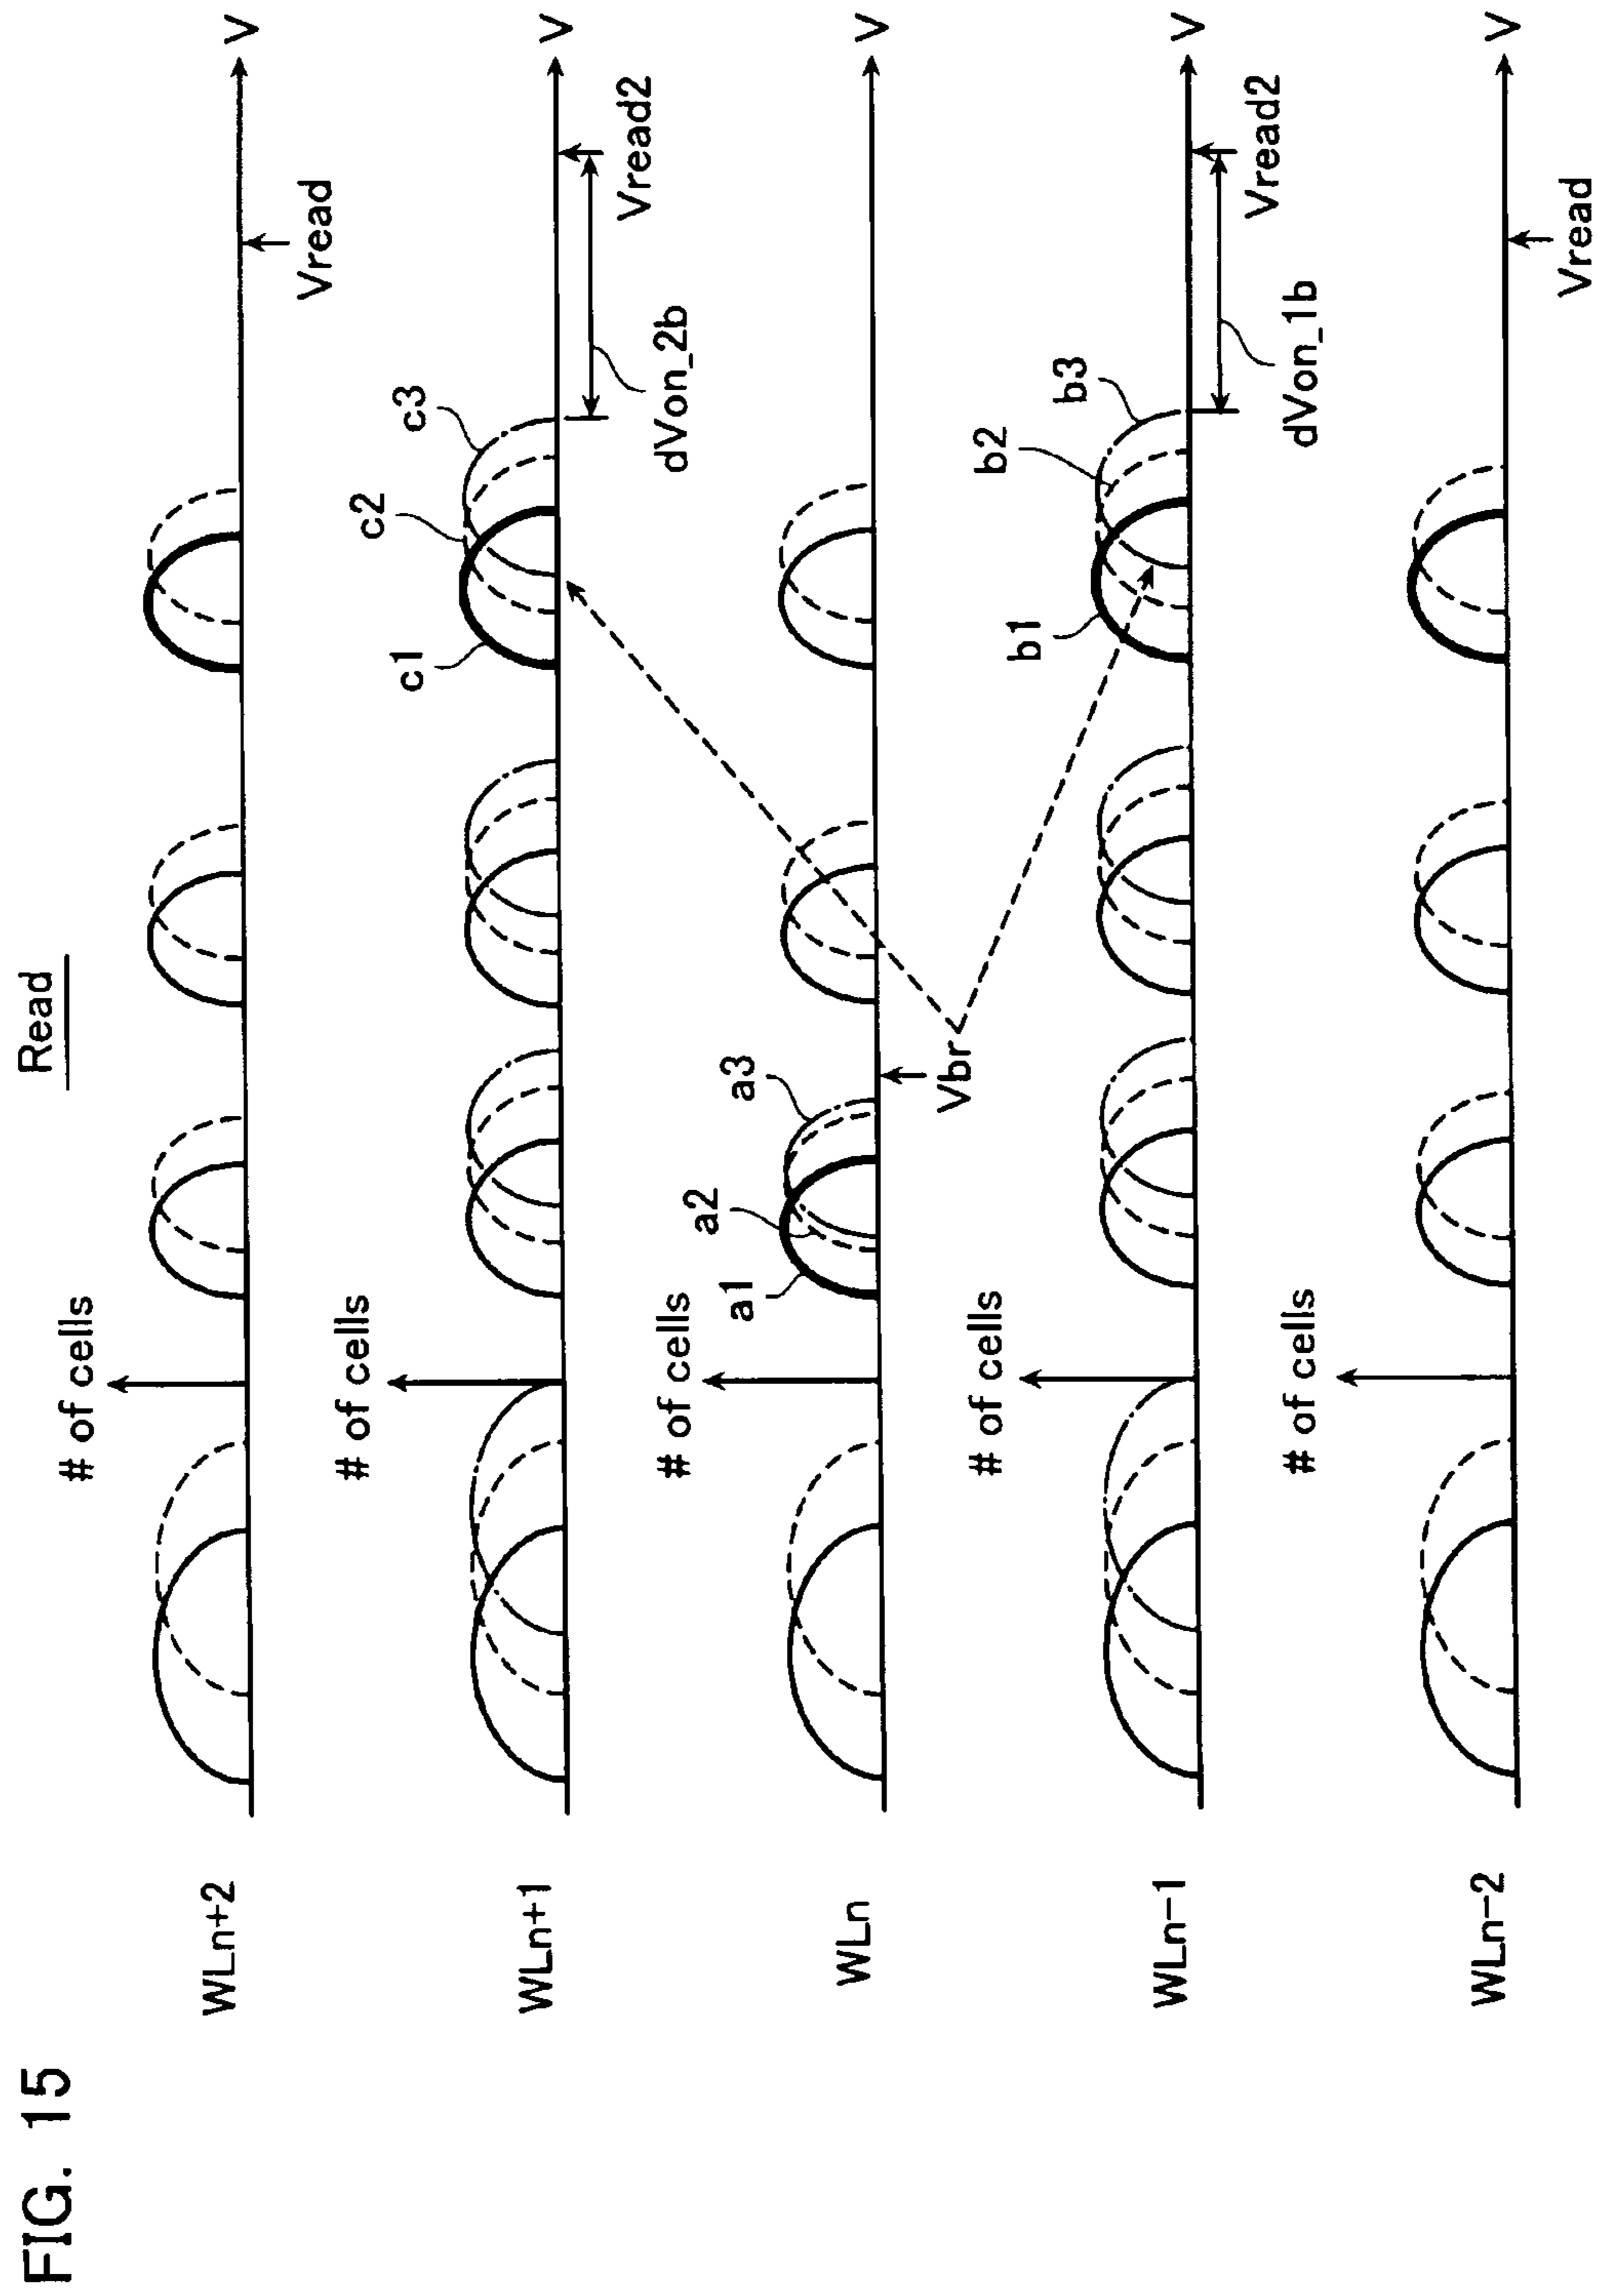 FIG. 15
Read
WLn+2
# of cells
V
Vread
WLn+1
# of cells
c1
c2
c3
V
Vread2
dVon_2b
WLn
# of cells
a1
a2
a3
V
Vbr
WLn-1
# of cells
b1
b2
b3
V
Vread2
dVon_1b
WLn-2
# of cells
V
Vread